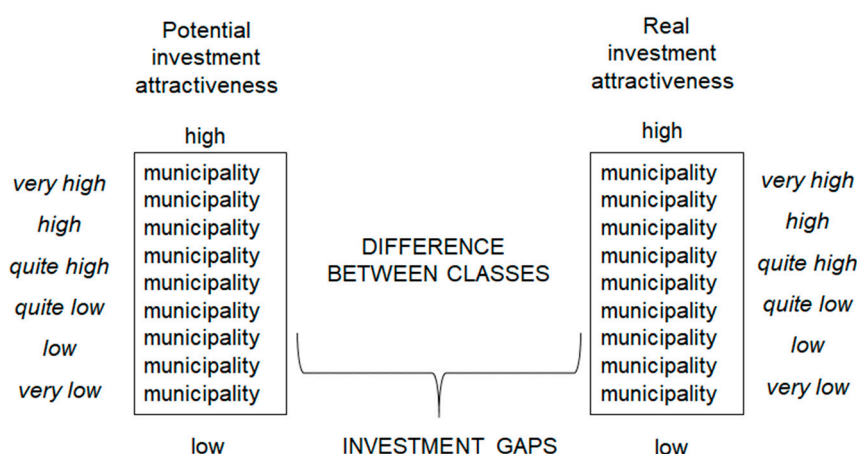 Potential
investment
attractiveness
high
very high
high
quite high
quite low
low
very low
municipality
municipality
municipality
municipality
municipality
municipality
municipality
municipality
municipality
low
DIFFERENCE
BETWEEN CLASSES
INVESTMENT GAPS
Real
investment
attractiveness
high
municipality
municipality
municipality
municipality
municipality
municipality
municipality
municipality
municipality
very high
high
quite high
quite low
low
very low
low